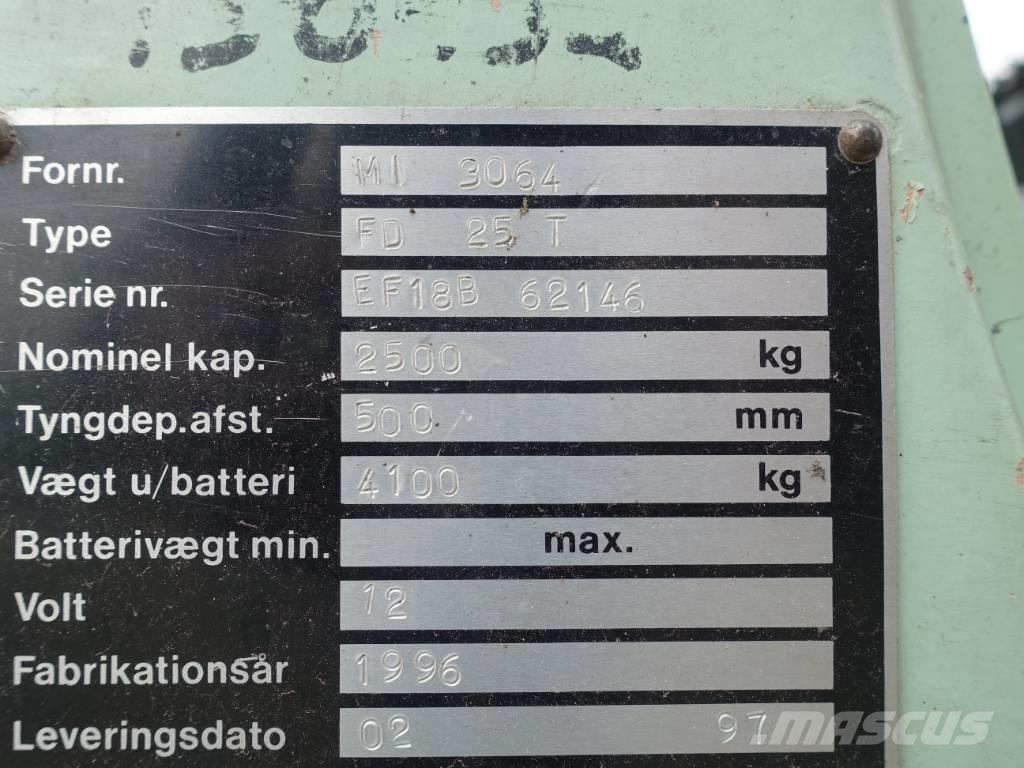 Fornr. MI 3064
Type FD 25 T
Serie nr. EF18B 62146
Nominel kap. 2500 kg
Tyngdep.afst. 500 mm
Vægt u/batteri 4100 kg
Batterivægt min. max.
Volt 12
Fabrikationsår 1996
Leveringsdato 02 97
MASCUS